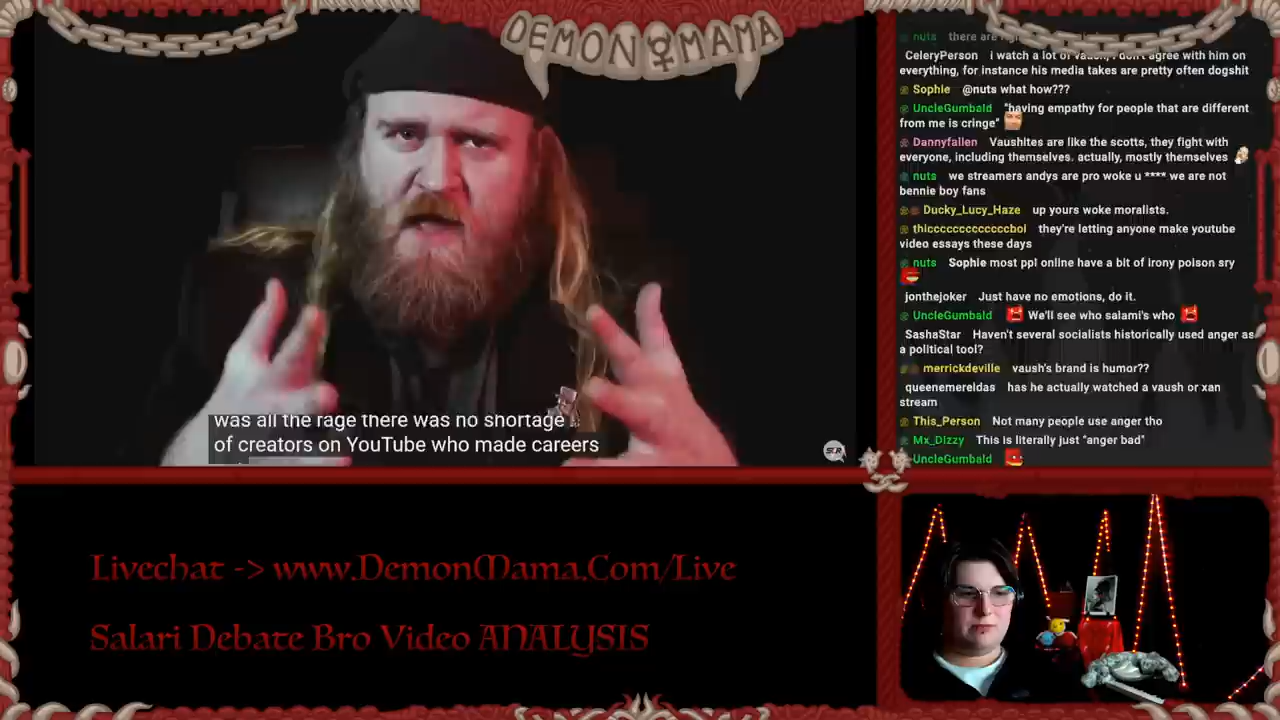 DEMON MAMA
was all the rage there was no shortage
of creators on YouTube who made careers
SLR
nuts there are
CeleryPerson i watch a lot of vaush, i don't agree with him on
everything, for instance his media takes are pretty often dogshit
Sophie @nuts what how???
UncleGumbald "having empathy for people that are different
from me is cringe"
Dannyfallen Vaushites are like the scotts, they fight with
everyone, including themselves. actually, mostly themselves
nuts we streamers andys are pro woke u **** we are not
bennie boy fans
Ducky_Lucy_Haze up yours woke moralists.
thiccccccccccccboi they're letting anyone make youtube
video essays these days
nuts Sophie most ppl online have a bit of irony poison sry
jonthejoker Just have no emotions, do it.
UncleGumbald We'll see who salami's who
SashaStar Haven't several socialists historically used anger as
a political tool?
merrickdeville vaush's brand is humor??
queenemereldas has he actually watched a vaush or xan
stream
This_Person Not many people use anger tho
Mx_Dizzy This is literally just "anger bad"
UncleGumbald
Livechat -> www.DemonMama.Com/Live
Salari Debate Bro Video ANALYSIS